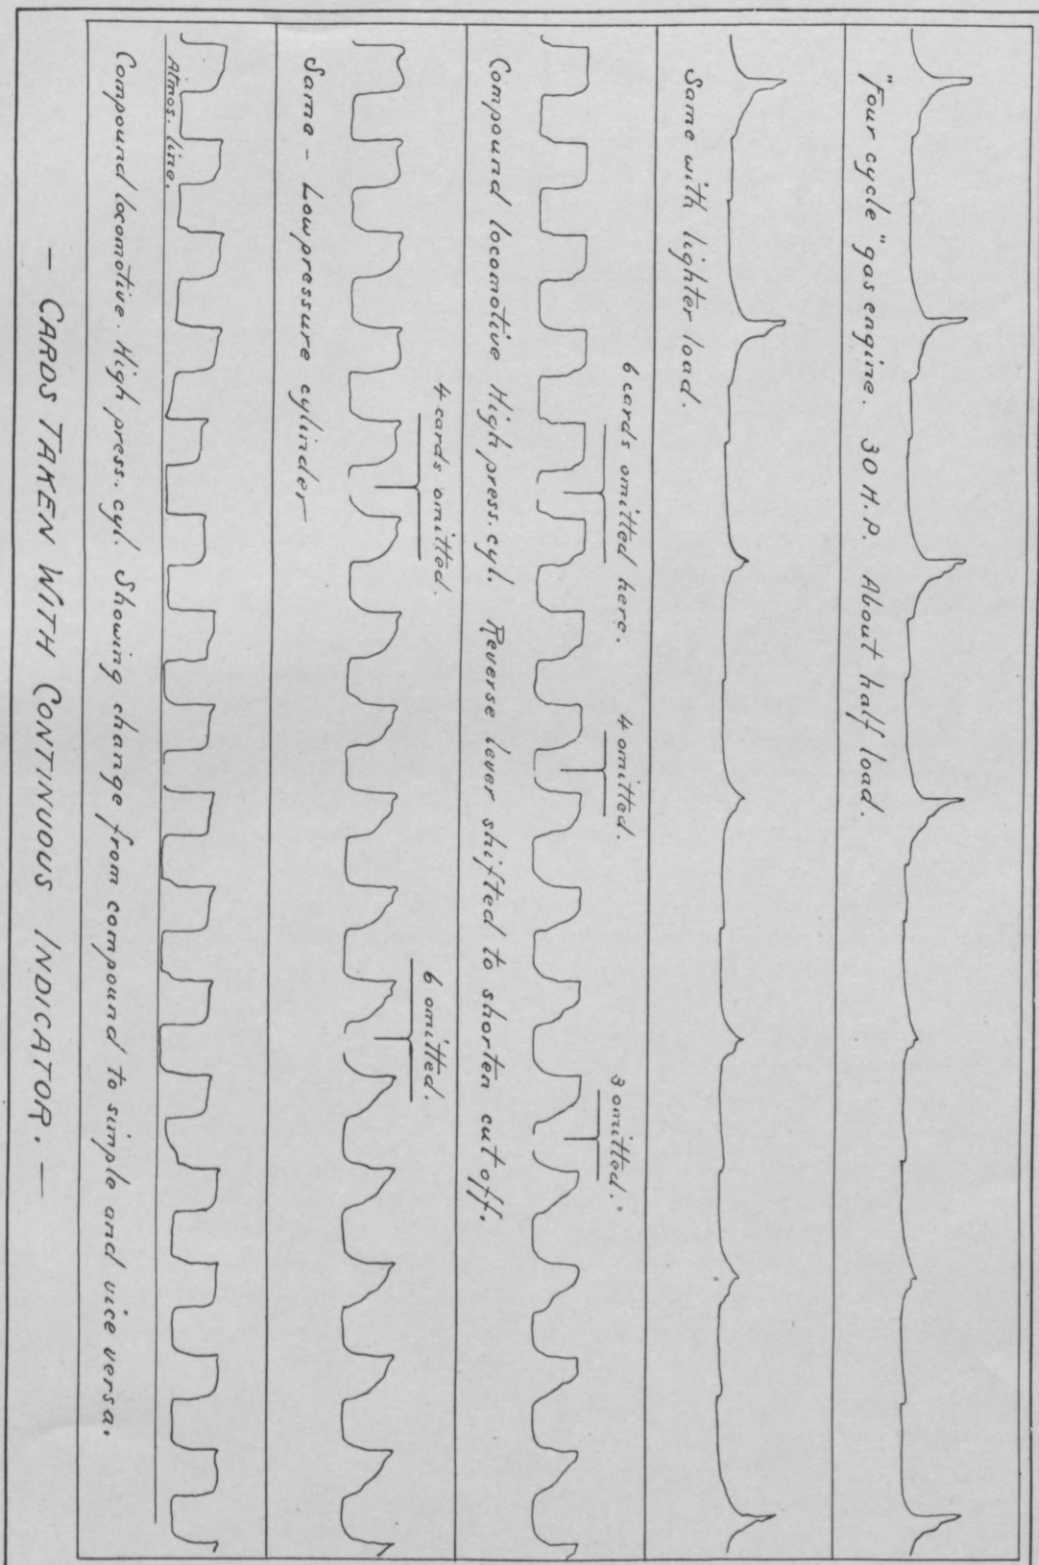 "Four cycle" gas engine. 30 H.P. About half load.
Same with lighter load.
6 cards omitted here.
4 omitted.
3 omitted.
Compound locomotive High press. cyl. Reverse lever shifted to shorten cut off.
4 cards omitted.
6 omitted.
Same - Low pressure cylinder
Atmos. line.
Compound locomotive. High press. cyl. Showing change from compound to simple and vice versa.
- CARDS TAKEN WITH CONTINUOUS INDICATOR. -